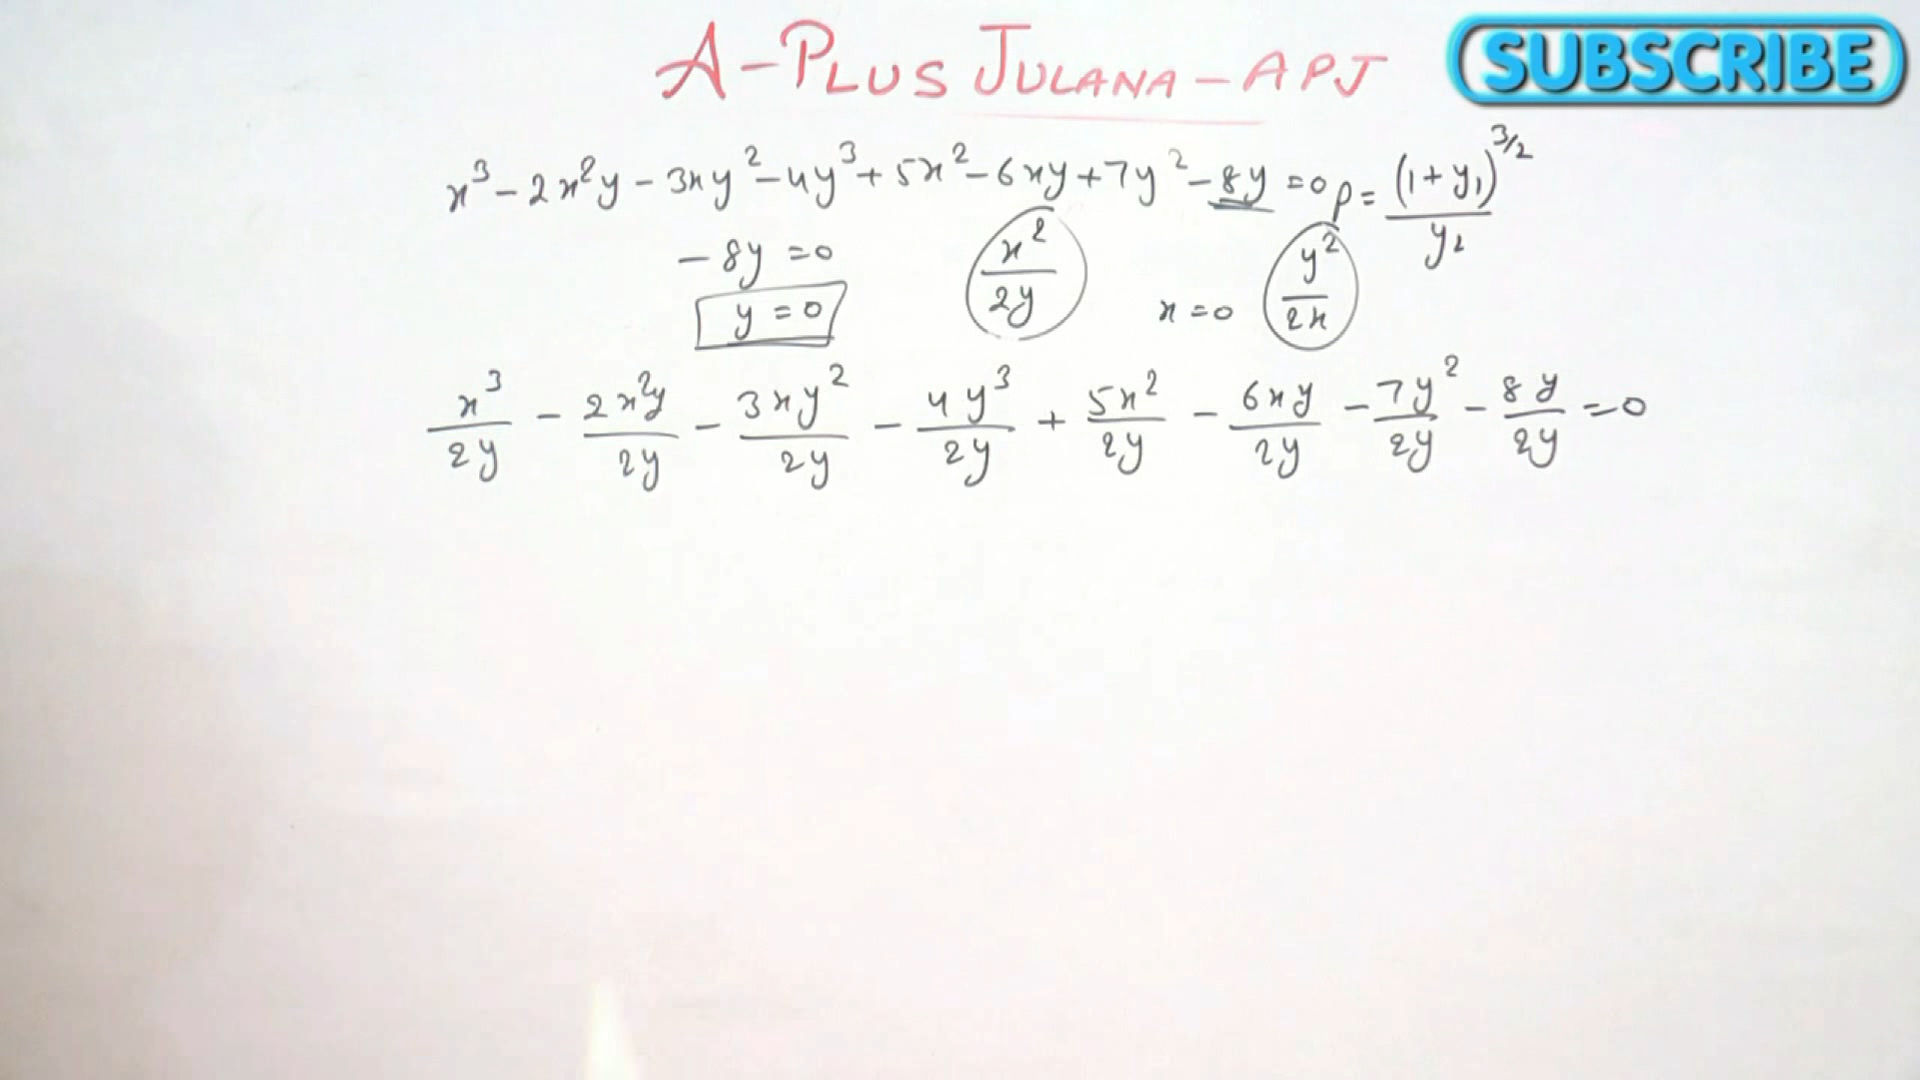 A-PLUS JULANA-APJ
SUBSCRIBE
x³ - 2x²y - 3xy² - 4y³ + 5x² - 6xy + 7y² - 8y = 0 ρ = (1+y₁)^3/2 / y₂
-8y = 0 x²/2y x = 0 y²/2x
y = 0
x³/2y - 2x²y/2y - 3xy²/2y - 4y³/2y + 5x²/2y - 6xy/2y - 7y²/2y - 8y/2y = 0